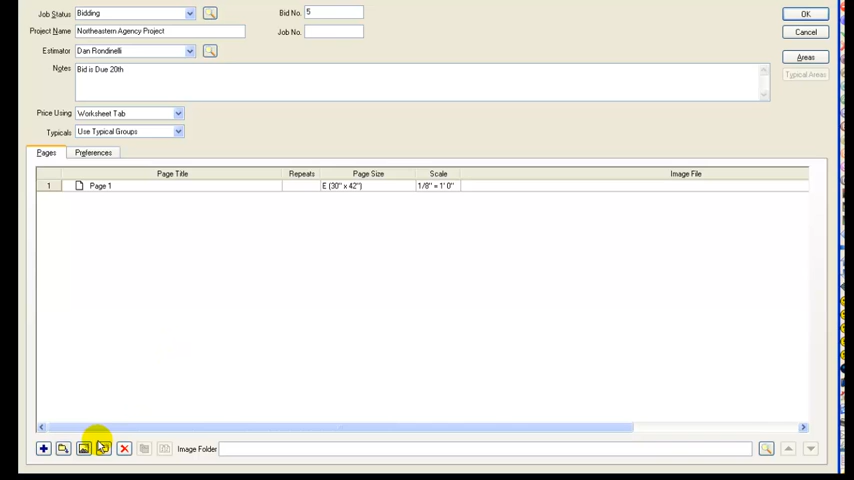 Job Status Bidding Bid No. 5 OK
Project Name Northeastern Agency Project Job No. Cancel
Estimator Dan Rondinelli Areas
Notes Bid is Due 20th Typical Areas
Price Using Worksheet Tab
Typicals Use Typical Groups
Pages Preferences
Page Title Repeats Page Size Scale Image File
1 Page 1 E (30" x 42") 1/8" = 1' 0"
Image Folder